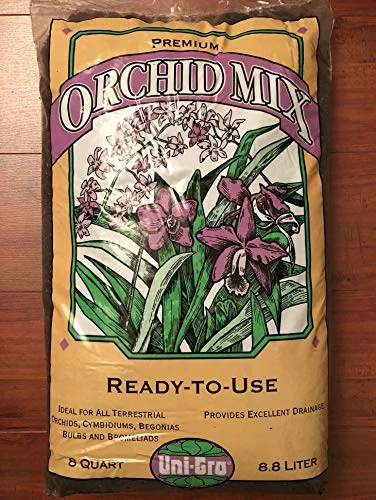 PREMIUM
ORCHID MIX
READY-TO-USE
IDEAL FOR ALL TERRESTRIAL
ORCHIDS, CYMBIDIUMS, BEGONIAS
BULBS AND BROMELIADS
PROVIDES EXCELLENT DRAINAGE
8 QUART
Uni-Gro
8.8 LITER